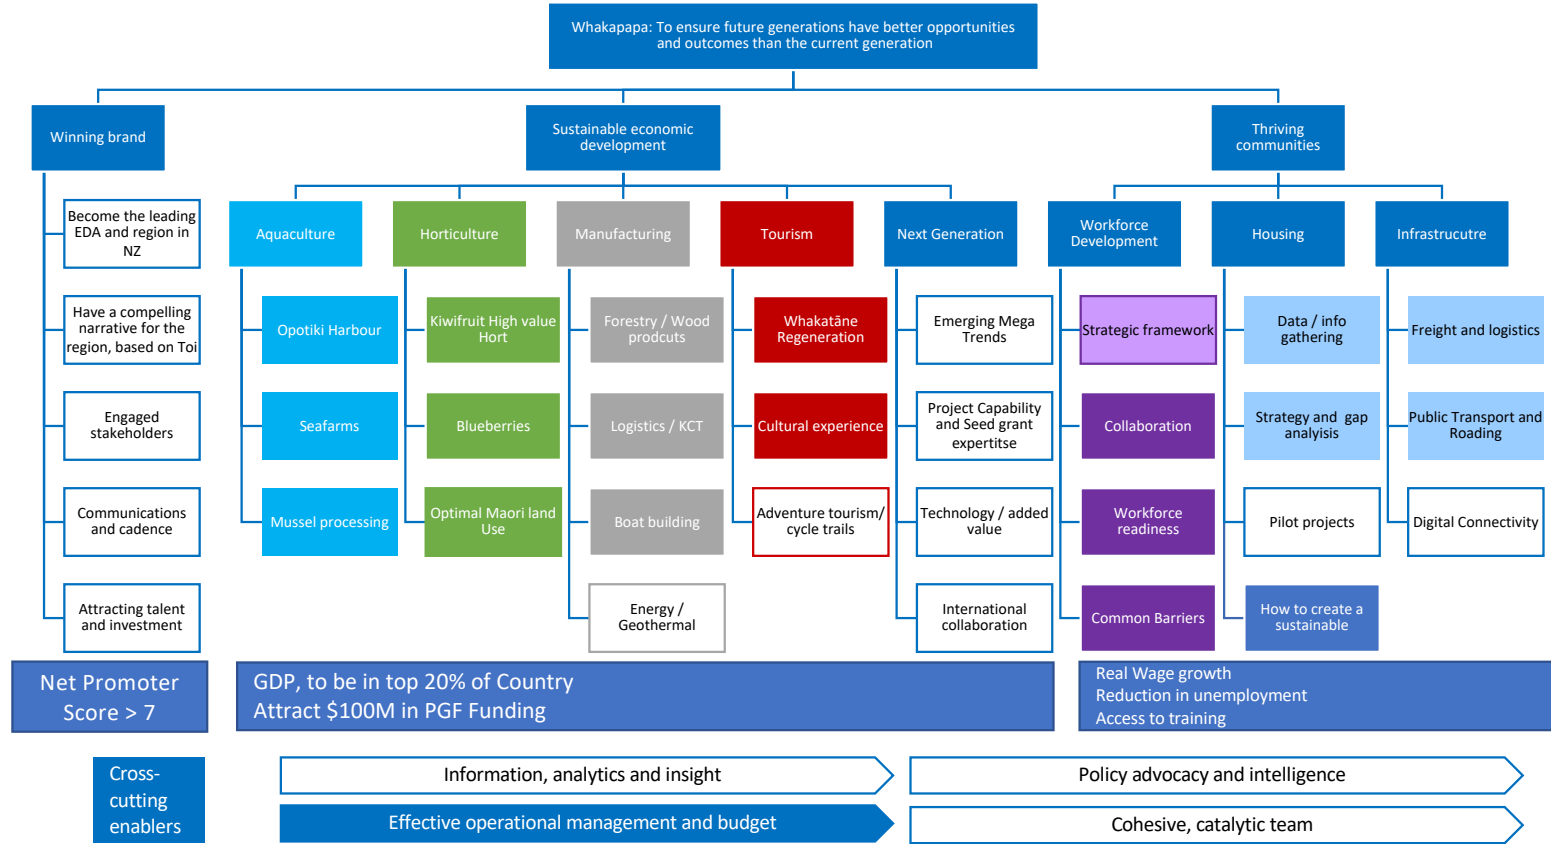 Whakapapa: To ensure future generations have better opportunities
and outcomes than the current generation
Winning brand
Sustainable economic
development
Thriving
communities
Become the leading
EDA and region in
NZ
Have a compelling
narrative for the
region, based on Toi
Engaged
stakeholders
Communications
and cadence
Attracting talent
and investment
Aquaculture
Opotiki Harbour
Seafarms
Mussel processing
Horticulture
Kiwifruit High value
Hort
Blueberries
Optimal Maori land
Use
Manufacturing
Forestry / Wood
prodcuts
Logistics / KCT
Boat building
Energy /
Geothermal
Tourism
Whakatāne
Regeneration
Cultural experience
Adventure tourism/
cycle trails
Next Generation
Emerging Mega
Trends
Project Capability
and Seed grant
expertitse
Technology / added
value
International
collaboration
Workforce
Development
Strategic framework
Collaboration
Workforce
readiness
Common Barriers
Housing
Data / info
gathering
Strategy and gap
analyisis
Pilot projects
How to create a
sustainable
Infrastrucutre
Freight and logistics
Public Transport and
Roading
Digital Connectivity
Net Promoter
Score > 7
GDP, to be in top 20% of Country
Attract $100M in PGF Funding
Real Wage growth
Reduction in unemployment
Access to training
Cross-
cutting
enablers
Information, analytics and insight
Policy advocacy and intelligence
Effective operational management and budget
Cohesive, catalytic team